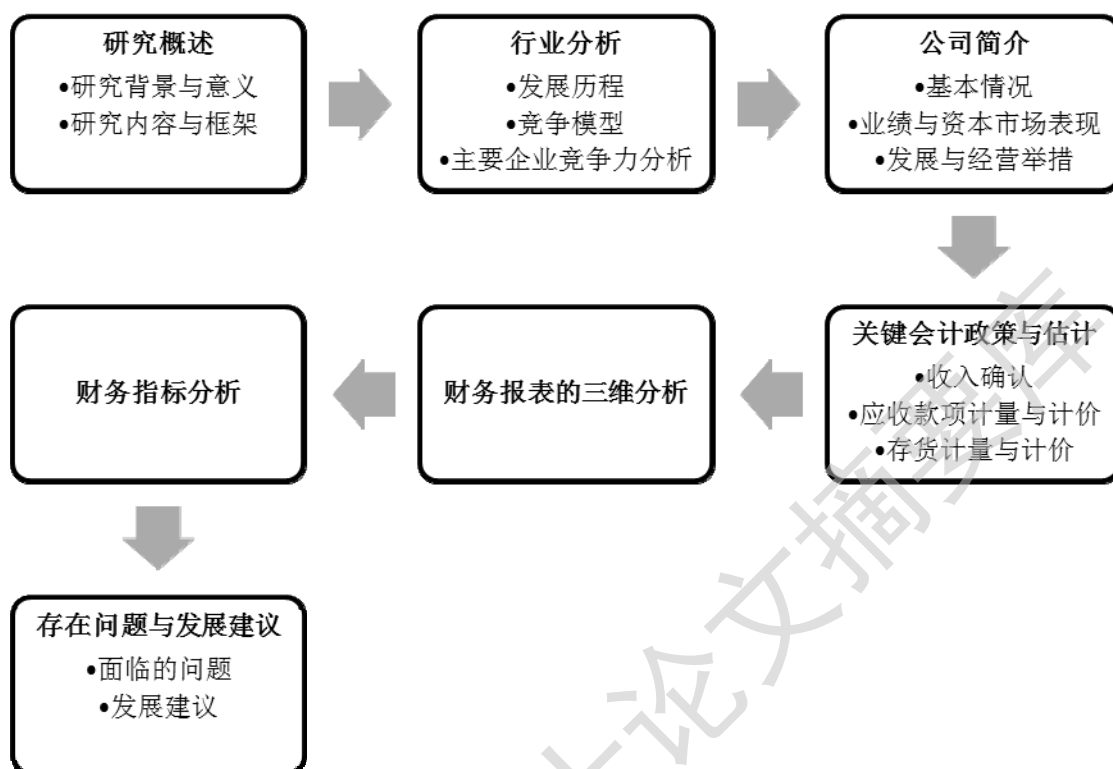 研究概述
•研究背景与意义
•研究内容与框架
行业分析
•发展历程
•竞争模型
•主要企业竞争力分析
公司简介
•基本情况
•业绩与资本市场表现
•发展与经营举措
关键会计政策与估计
•收入确认
•应收款项计量与计价
•存货计量与计价
财务报表的三维分析
财务指标分析
存在问题与发展建议
•面临的问题
•发展建议
论文摘要库